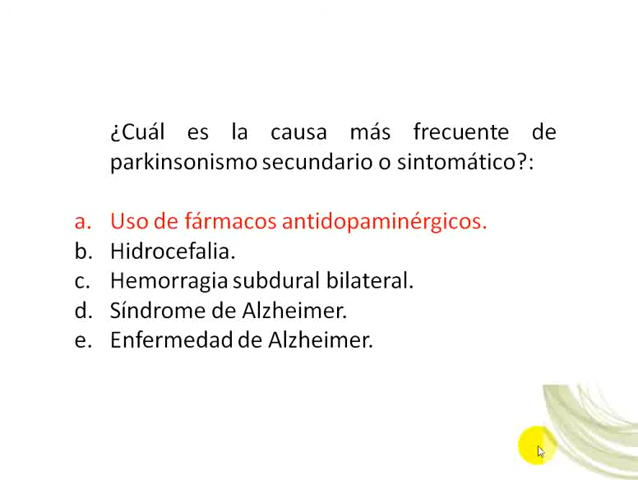 ¿Cuál es la causa más frecuente de
parkinsonismo secundario o sintomático?:
a. Uso de fármacos antidopaminérgicos.
b. Hidrocefalia.
c. Hemorragia subdural bilateral.
d. Síndrome de Alzheimer.
e. Enfermedad de Alzheimer.